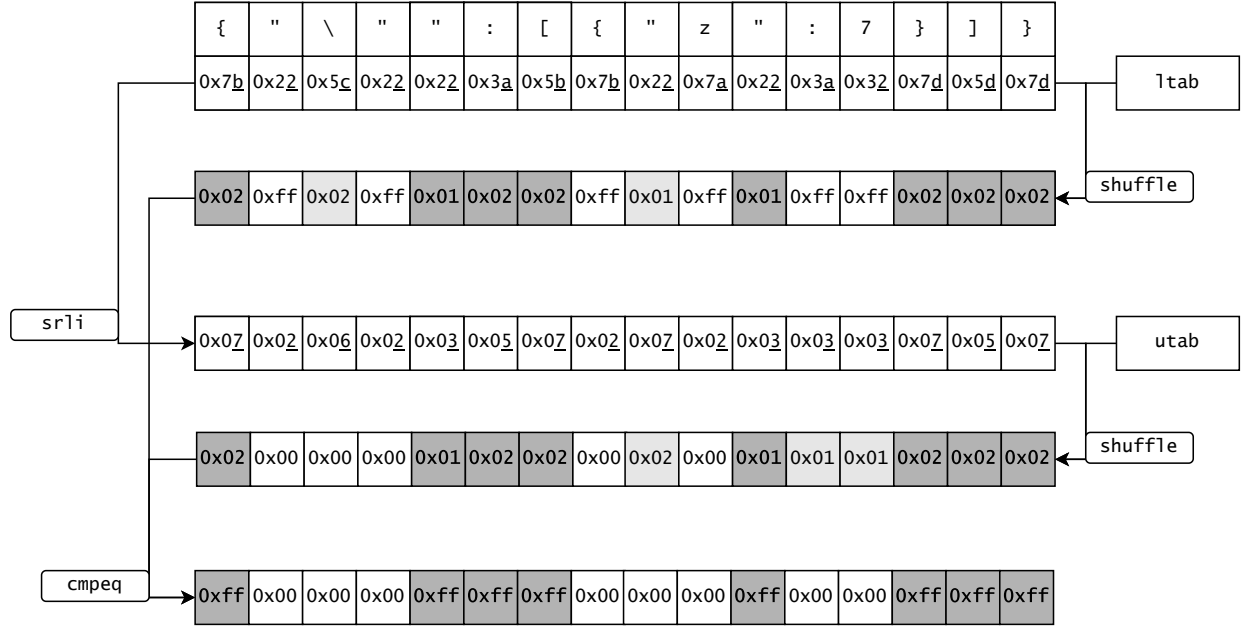 { " \ " " : [ { " z " : 7 } ] }
0x7b 0x22 0x5c 0x22 0x22 0x3a 0x5b 0x7b 0x22 0x7a 0x22 0x3a 0x32 0x7d 0x5d 0x7d ltab
0x02 0xff 0x02 0xff 0x01 0x02 0x02 0xff 0x01 0xff 0x01 0xff 0xff 0x02 0x02 0x02 shuffle
srli 0x07 0x02 0x06 0x02 0x03 0x05 0x07 0x02 0x07 0x02 0x03 0x03 0x03 0x07 0x05 0x07 utab
0x02 0x00 0x00 0x00 0x01 0x02 0x02 0x00 0x02 0x00 0x01 0x01 0x01 0x02 0x02 0x02 shuffle
cmpeq 0xff 0x00 0x00 0x00 0xff 0xff 0xff 0x00 0x00 0x00 0xff 0x00 0x00 0xff 0xff 0xff